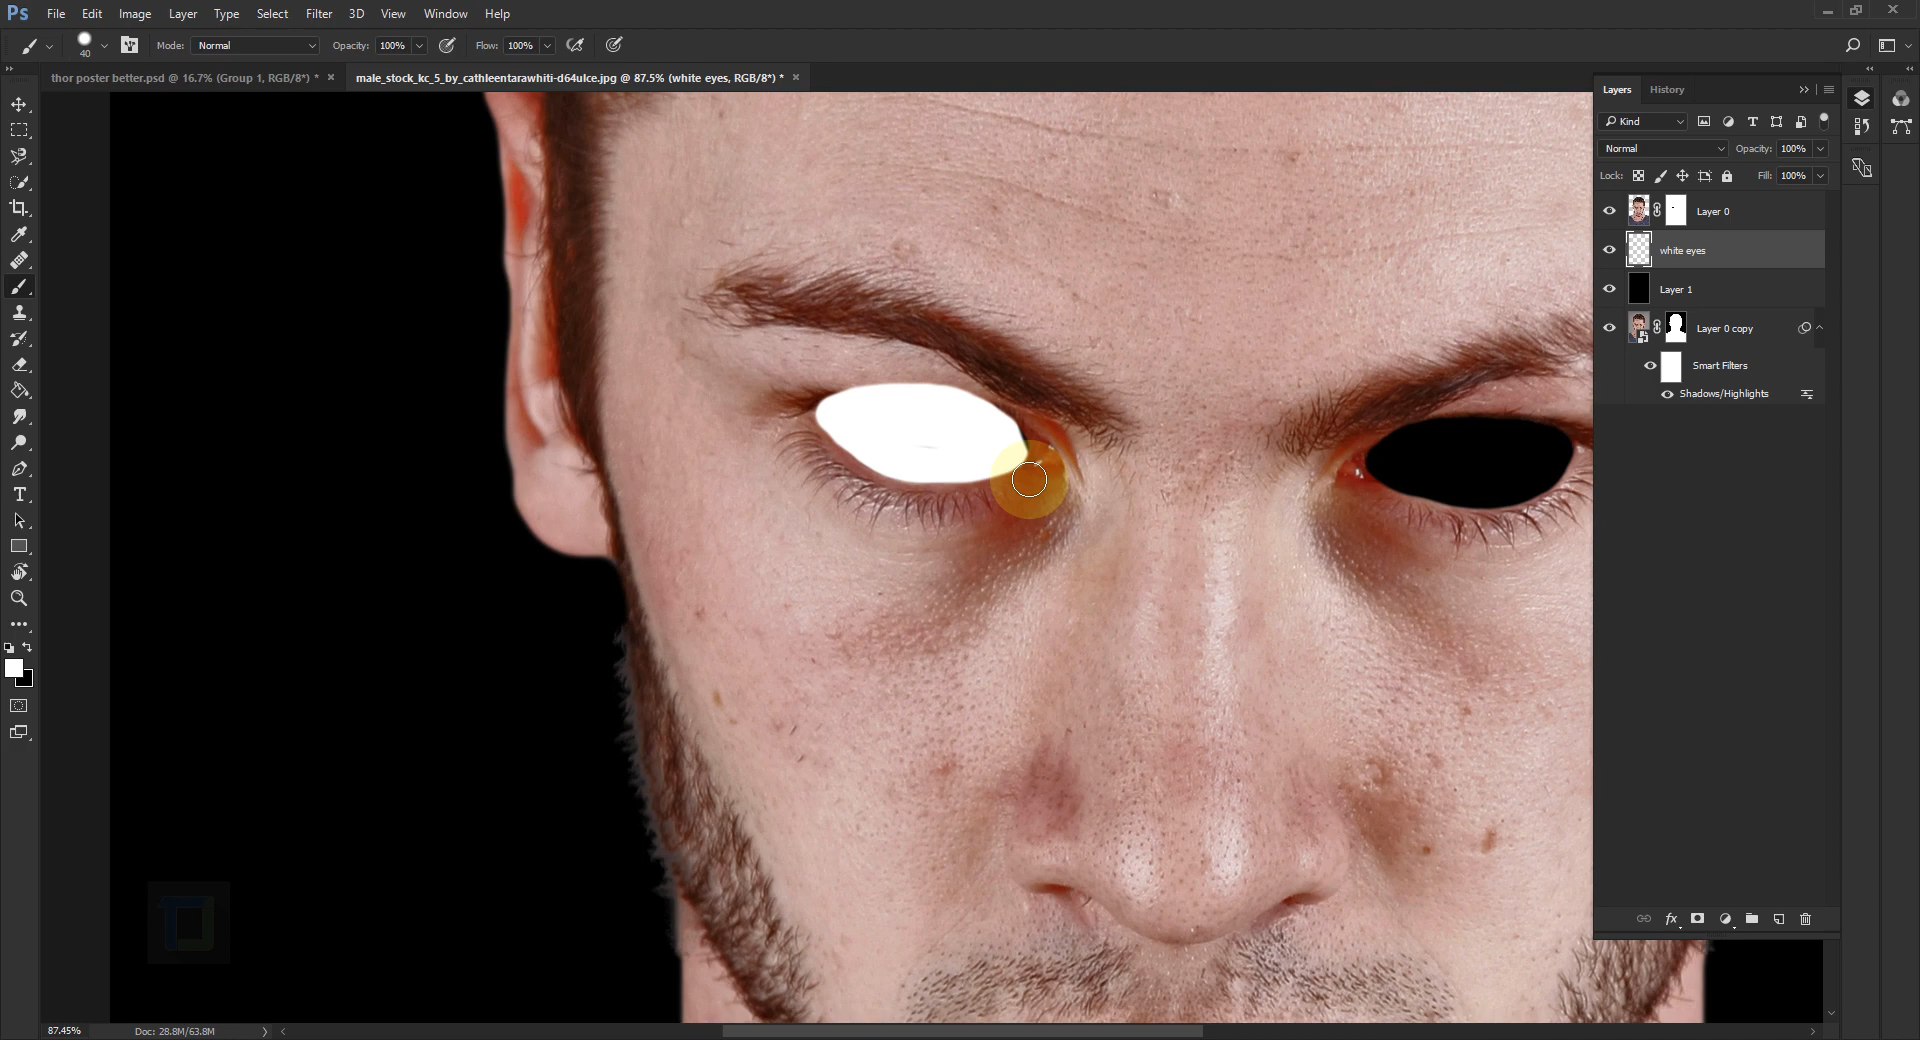 Ps File Edit Image Layer Type Select Filter 3D View Window Help
40 Mode: Normal Opacity: 100% Flow: 100%
thor poster better.psd @ 16.7% (Group 1, RGB/8*) * × male_stock_kc_5_by_cathleentarawhiti-d64ulce.jpg @ 87.5% (white eyes, RGB/8*) * ×
Layers History
Kind
Normal Opacity: 100%
Lock: Fill: 100%
Layer 0
white eyes
Layer 1
Layer 0 copy
Smart Filters
Shadows/Highlights
fx
87.45% Doc: 28.8M/63.8M